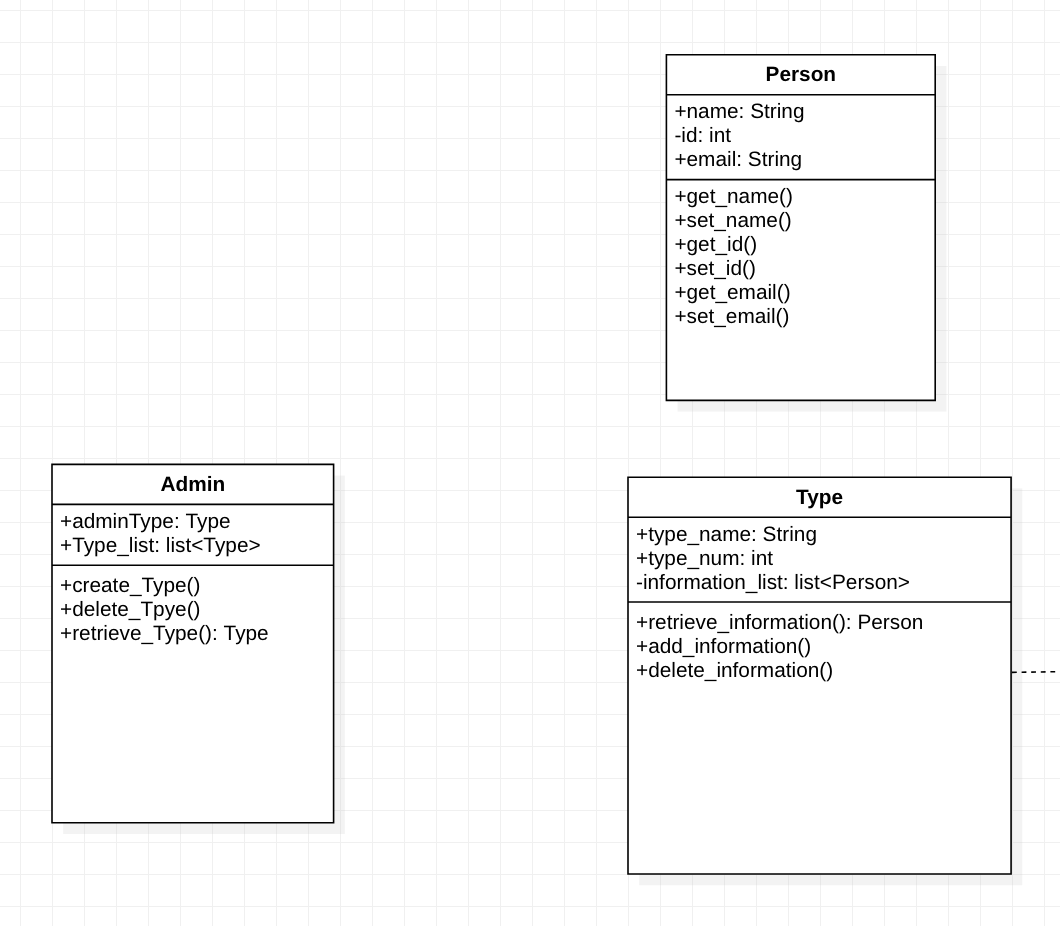 Person
+name: String
-id: int
+email: String
+get_name()
+set_name()
+get_id()
+set_id()
+get_email()
+set_email()
Admin
+adminType: Type
+Type_list: list<Type>
+create_Type()
+delete_Tpye()
+retrieve_Type(): Type
Type
+type_name: String
+type_num: int
-information_list: list<Person>
+retrieve_information(): Person
+add_information()
+delete_information()